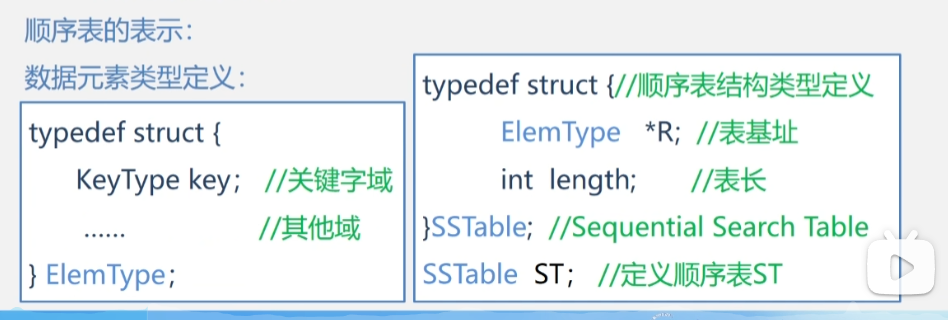 顺序表的表示:
数据元素类型定义:
typedef struct {
KeyType key; //关键字域
...... //其他域
} ElemType;
typedef struct {//顺序表结构类型定义
ElemType *R; //表基址
int length; //表长
}SSTable; //Sequential Search Table
SSTable ST; //定义顺序表ST